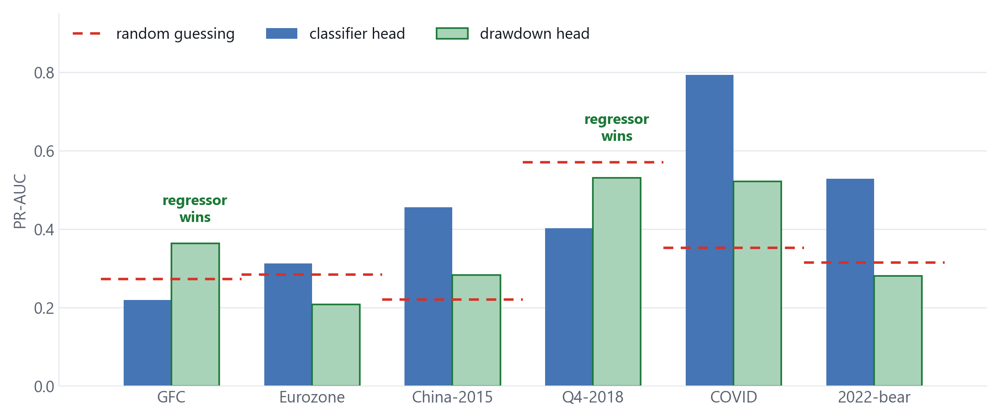 random guessing
classifier head
drawdown head
PR-AUC
0.8
0.6
0.4
0.2
0.0
regressor
wins
regressor
wins
GFC
Eurozone
China-2015
Q4-2018
COVID
2022-bear